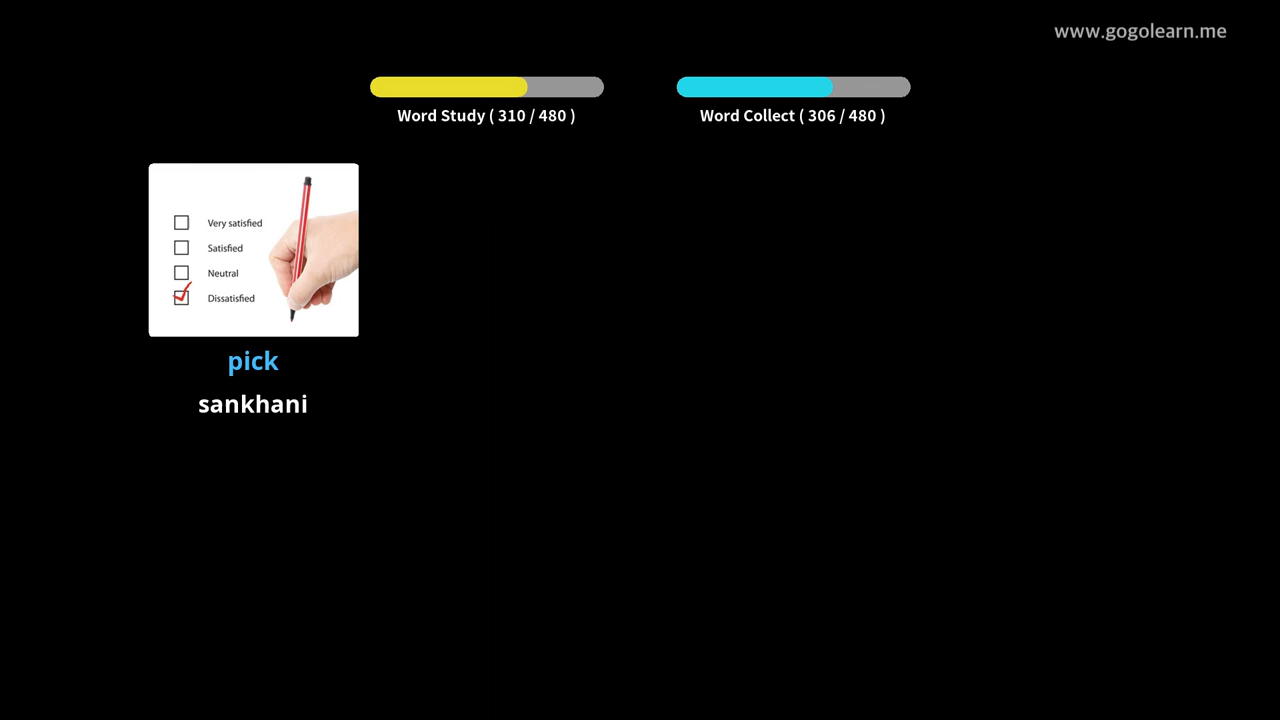 www.gogolearn.me
Word Study ( 310 / 480 )
Word Collect ( 306 / 480 )
Very satisfied
Satisfied
Neutral
Dissatisfied
pick
sankhani